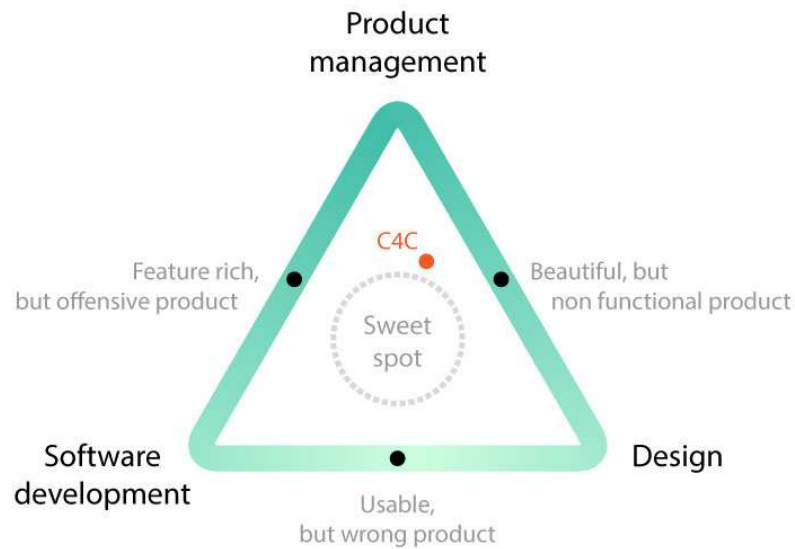 Product
management
C4C
Feature rich,
but offensive product
Beautiful, but
non functional product
Sweet
spot
Software
development
Design
Usable,
but wrong product